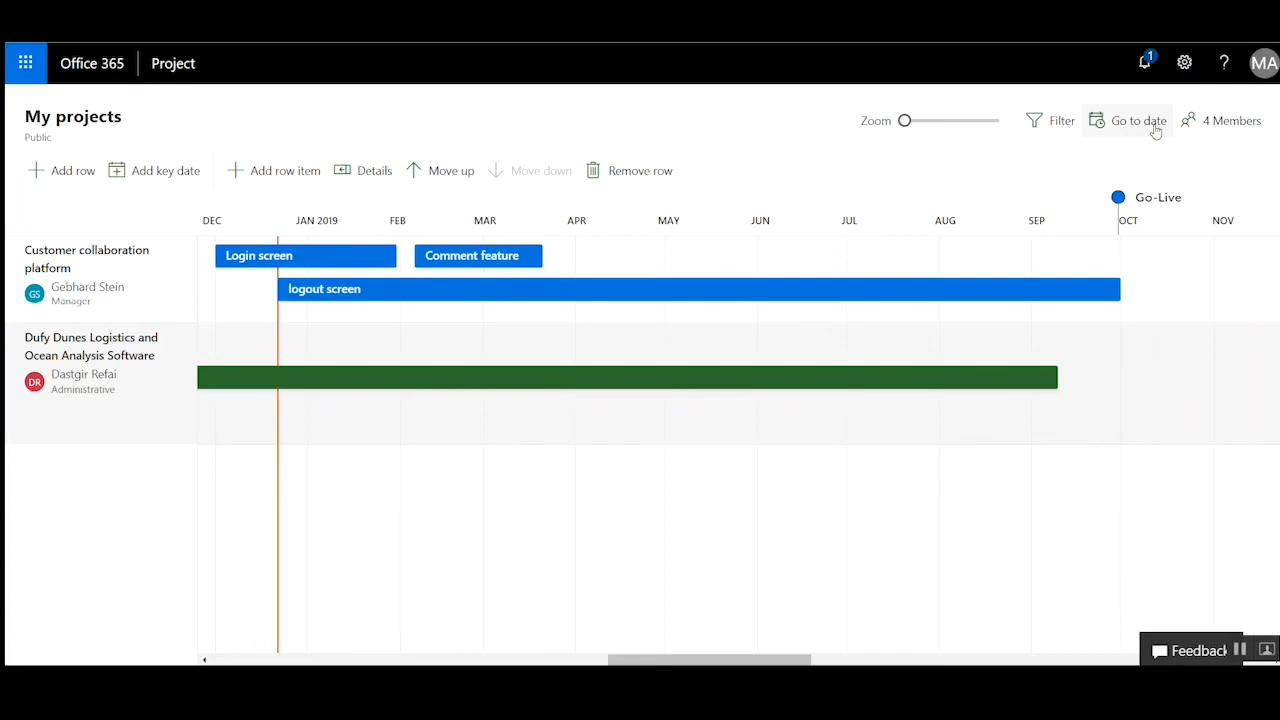 Office 365 Project 1 ? MA
My projects
Public
Zoom Filter Go to date 4 Members
Add row Add key date Add row item Details Move up Move down Remove row
Go-Live
DEC JAN 2019 FEB MAR APR MAY JUN JUL AUG SEP OCT NOV
Customer collaboration
platform
GS Gebhard Stein
Manager
Login screen Comment feature
logout screen
Dufy Dunes Logistics and
Ocean Analysis Software
DR Dastgir Refai
Administrative
Feedback